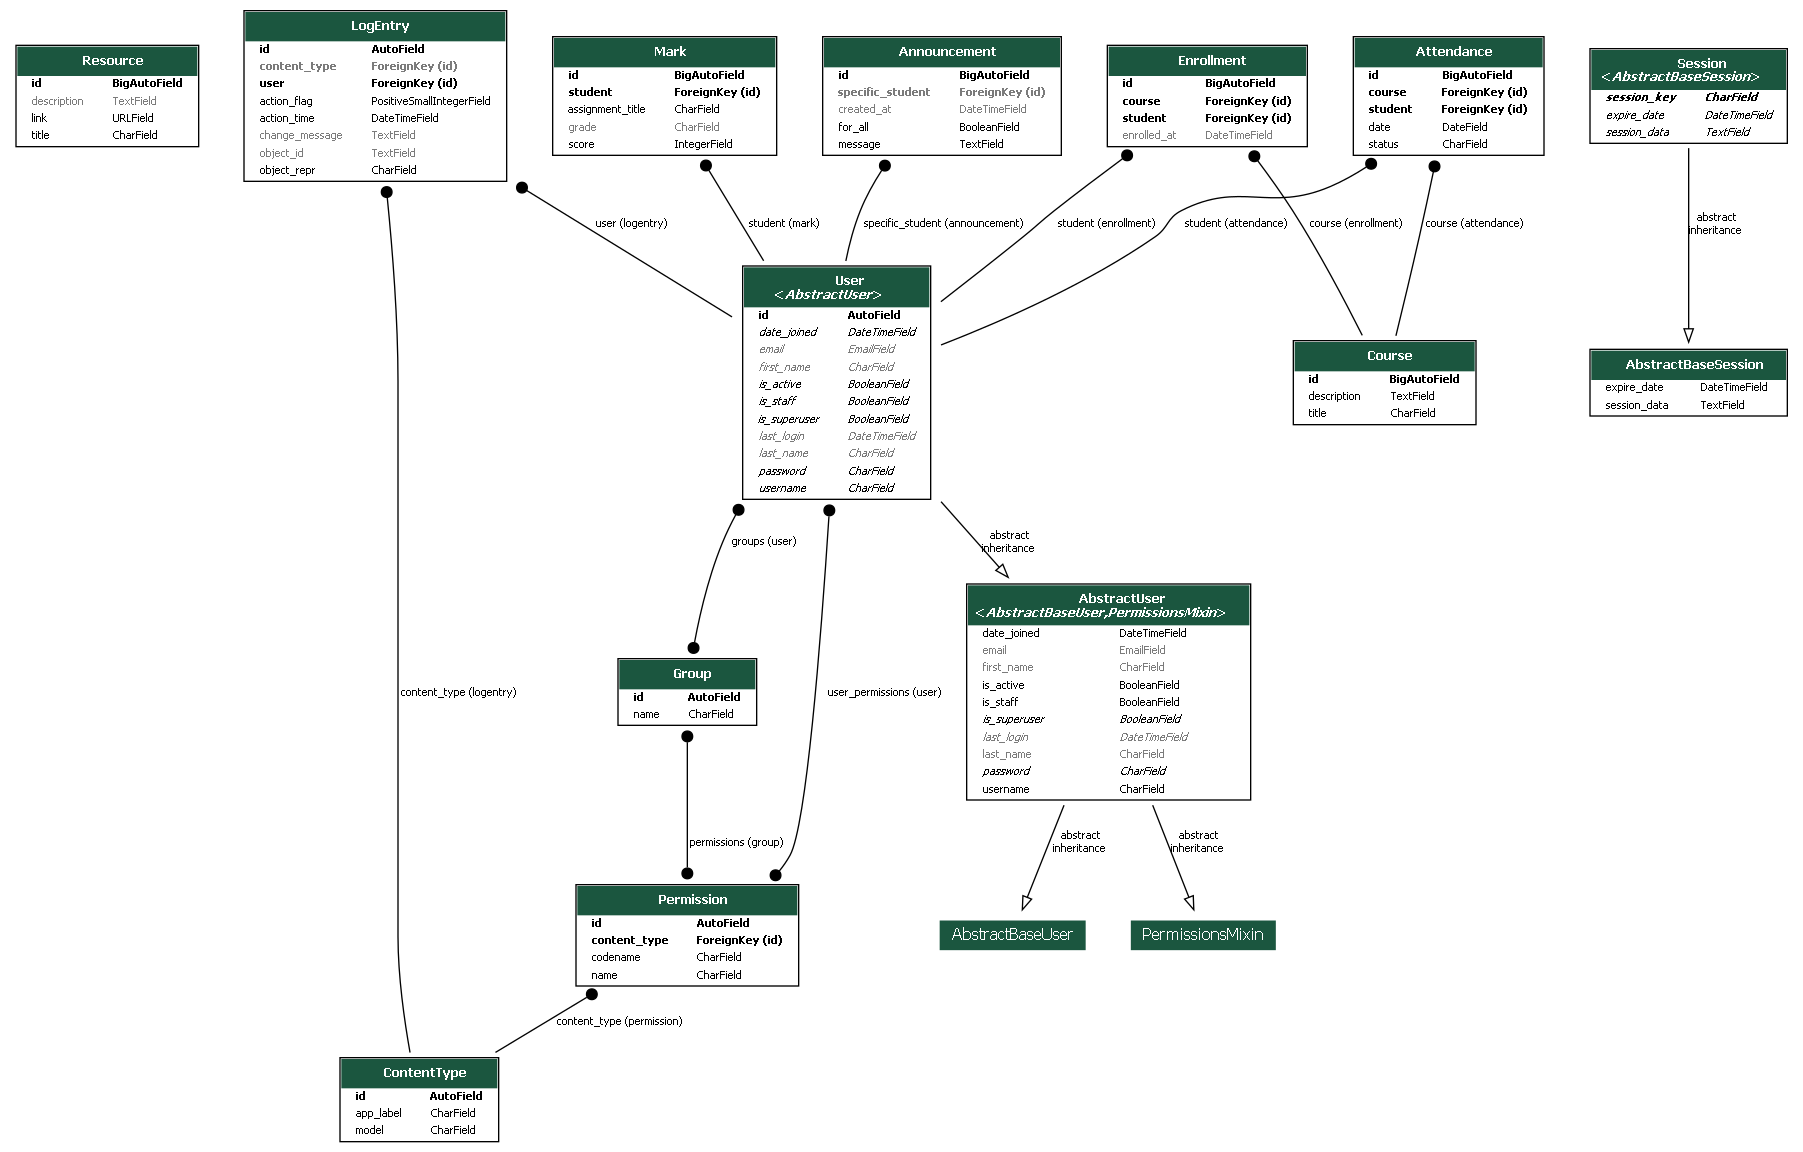 Resource
id BigAutoField
description TextField
link URLField
title CharField
LogEntry
id AutoField
content_type ForeignKey (id)
user ForeignKey (id)
action_flag PositiveSmallIntegerField
action_time DateTimeField
change_message TextField
object_id TextField
object_repr CharField
Mark
id BigAutoField
student ForeignKey (id)
assignment_title CharField
grade CharField
score IntegerField
Announcement
id BigAutoField
specific_student ForeignKey (id)
created_at DateTimeField
for_all BooleanField
message TextField
Enrollment
id BigAutoField
course ForeignKey (id)
student ForeignKey (id)
enrolled_at DateTimeField
Attendance
id BigAutoField
course ForeignKey (id)
student ForeignKey (id)
date DateField
status CharField
Session
<AbstractBaseSession>
session_key CharField
expire_date DateTimeField
session_data TextField
user (logentry)
student (mark)
specific_student (announcement)
student (enrollment)
student (attendance)
course (enrollment)
course (attendance)
abstract
inheritance
User
<AbstractUser>
id AutoField
date_joined DateTimeField
email EmailField
first_name CharField
is_active BooleanField
is_staff BooleanField
is_superuser BooleanField
last_login DateTimeField
last_name CharField
password CharField
username CharField
Course
id BigAutoField
description TextField
title CharField
AbstractBaseSession
expire_date DateTimeField
session_data TextField
groups (user)
abstract
inheritance
AbstractUser
<AbstractBaseUser,PermissionsMixin>
date_joined DateTimeField
email EmailField
first_name CharField
is_active BooleanField
is_staff BooleanField
is_superuser BooleanField
last_login DateTimeField
last_name CharField
password CharField
username CharField
Group
id AutoField
name CharField
content_type (logentry)
user_permissions (user)
permissions (group)
abstract
inheritance
abstract
inheritance
Permission
id AutoField
content_type ForeignKey (id)
codename CharField
name CharField
AbstractBaseUser
PermissionsMixin
content_type (permission)
ContentType
id AutoField
app_label CharField
model CharField